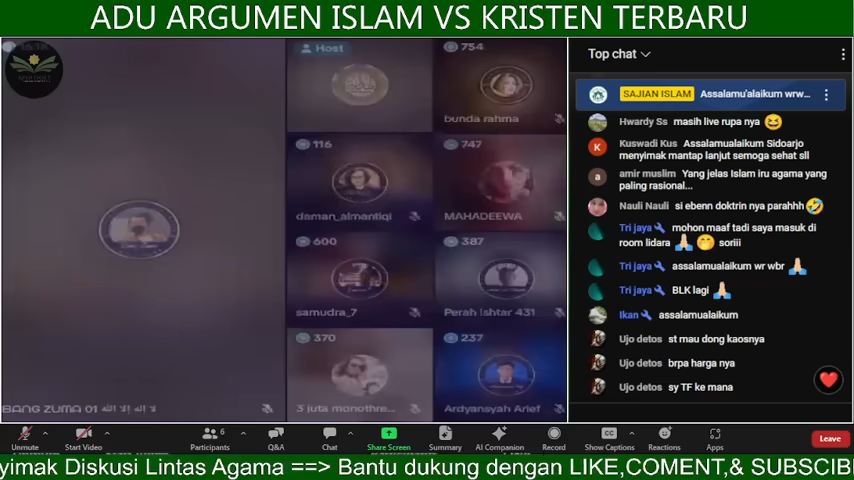 ADU ARGUMEN ISLAM VS KRISTEN TERBARU
Host
754
bunda rahma
116
747
daman_almantiqi
MAHADEEWA
600
387
samudra_7
Perah Ishtar 431
370
237
BANG ZUMA 01 لا اله إلا الله
3 juta monothre...
Ardyansyah Arief
Top chat
SAJIAN ISLAM Assalamu'alaikum wrw...
Hwardy Ss masih live rupa nya 😆
Kuswadi Kus Assalamualaikum Sidoarjo
menyimak mantap lanjut semoga sehat sll
amir muslim Yang jelas Islam iru agama yang
paling rasional...
Nauli Nauli si ebenn doktrin nya parahhh 🤣
Tri jaya mohon maaf tadi saya masuk di
room lidara 🙏 🤭 soriii
Tri jaya assalamualaikum wr wbr 🙏
Tri jaya BLK lagi 🙏
Ikan assalamualaikum
Ujo detos st mau dong kaosnya
Ujo detos brpa harga nya
Ujo detos sy TF ke mana
Unmute
Start Video
6
Participants
Q&A
Chat
Share Screen
Summary
AI Companion
Record
Show Captions
Reactions
Apps
Leave
yimak Diskusi Lintas Agama ==> Bantu dukung dengan LIKE,COMENT,& SUBSCIB